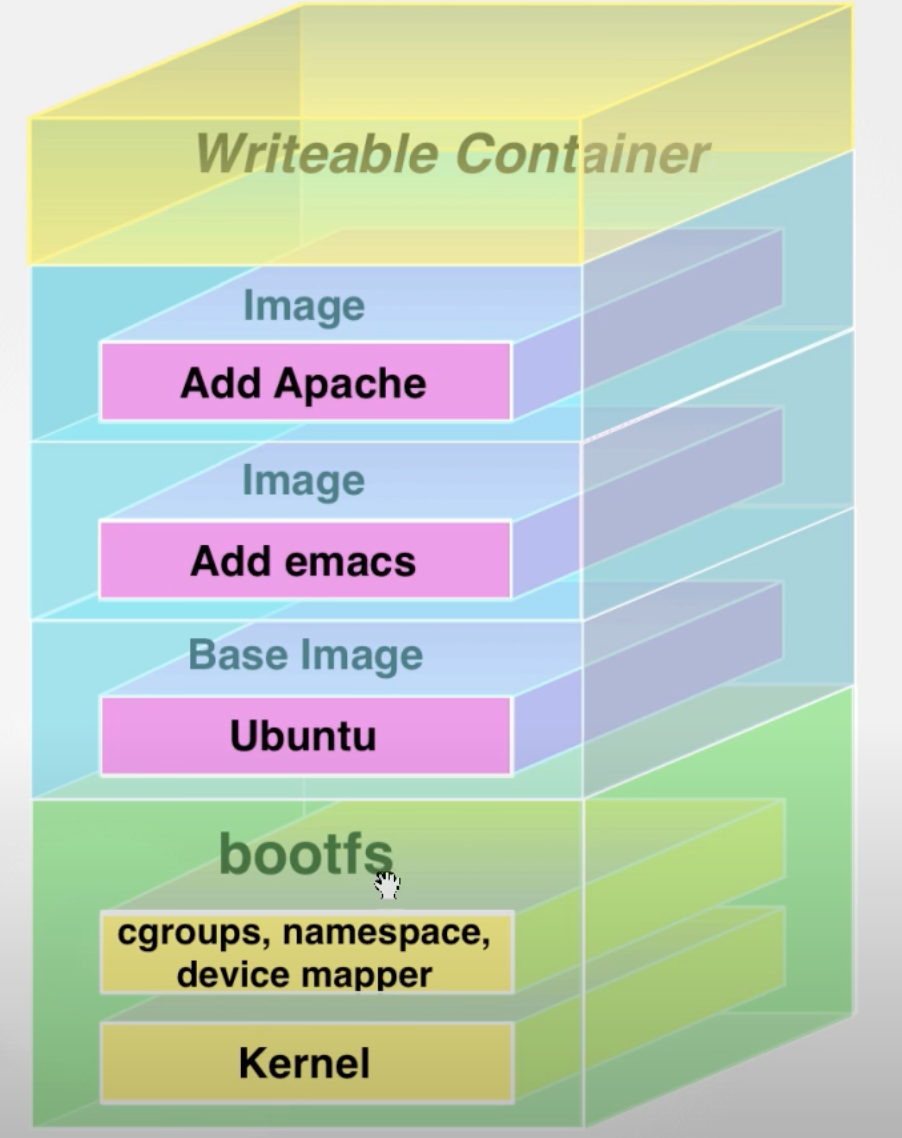 Writeable Container
Image
Add Apache
Image
Add emacs
Base Image
Ubuntu
bootfs
cgroups, namespace,
device mapper
Kernel